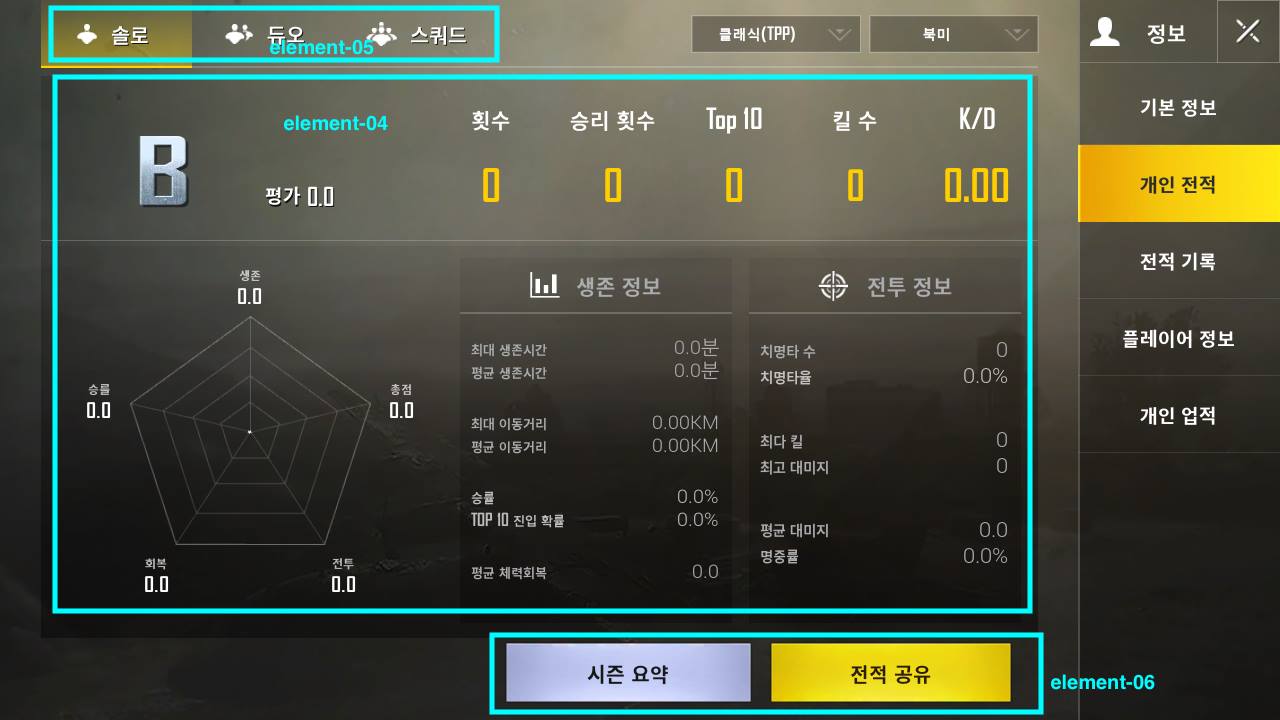 솔로 듀오 스쿼드 클래식(TPP) 북미 정보
element-05
기본 정보
개인 전적
전적 기록
플레이어 정보
개인 업적
element-04
횟수 승리 횟수 Top 10 킬 수 K/D
B
평가 0.0
0 0 0 0 0.00
생존
0.0
승률
0.0
총점
0.0
회복
0.0
전투
0.0
생존 정보
최대 생존시간 0.0분
평균 생존시간 0.0분
최대 이동거리 0.00KM
평균 이동거리 0.00KM
승률 0.0%
TOP 10 진입 확률 0.0%
평균 체력회복 0.0
전투 정보
치명타 수 0
치명타율 0.0%
최다 킬 0
최고 대미지 0
평균 대미지 0.0
명중률 0.0%
시즌 요약 전적 공유
element-06